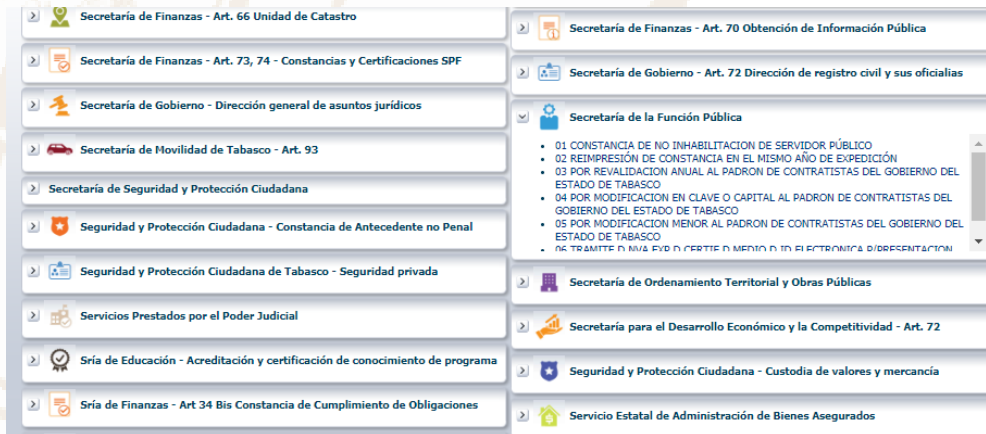 Secretaría de Finanzas - Art. 66 Unidad de Catastro
Secretaría de Finanzas - Art. 73, 74 - Constancias y Certificaciones SPF
Secretaría de Gobierno - Dirección general de asuntos jurídicos
Secretaría de Movilidad de Tabasco - Art. 93
Secretaría de Seguridad y Protección Ciudadana
Seguridad y Protección Ciudadana - Constancia de Antecedente no Penal
Seguridad y Protección Ciudadana de Tabasco - Seguridad privada
Servicios Prestados por el Poder Judicial
Sría de Educación - Acreditación y certificación de conocimiento de programa
Sría de Finanzas - Art 34 Bis Constancia de Cumplimiento de Obligaciones
Secretaría de Finanzas - Art. 70 Obtención de Información Pública
Secretaría de Gobierno - Art. 72 Dirección de registro civil y sus oficialias
Secretaría de la Función Pública
• 01 CONSTANCIA DE NO INHABILITACION DE SERVIDOR PÚBLICO
• 02 REIMPRESIÓN DE CONSTANCIA EN EL MISMO AÑO DE EXPEDICIÓN
• 03 POR REVALIDACION ANUAL AL PADRON DE CONTRATISTAS DEL GOBIERNO DEL
ESTADO DE TABASCO
• 04 POR MODIFICACION EN CLAVE O CAPITAL AL PADRON DE CONTRATISTAS DEL
GOBIERNO DEL ESTADO DE TABASCO
• 05 POR MODIFICACION MENOR AL PADRON DE CONTRATISTAS DEL GOBIERNO DEL
ESTADO DE TABASCO
• 06 TRAMITE D NVA EXP D CERTIF D MEDIO D ID ELECTRONICA P/PRESENTACION
Secretaría de Ordenamiento Territorial y Obras Públicas
Secretaría para el Desarrollo Económico y la Competitividad - Art. 72
Seguridad y Protección Ciudadana - Custodia de valores y mercancía
Servicio Estatal de Administración de Bienes Asegurados